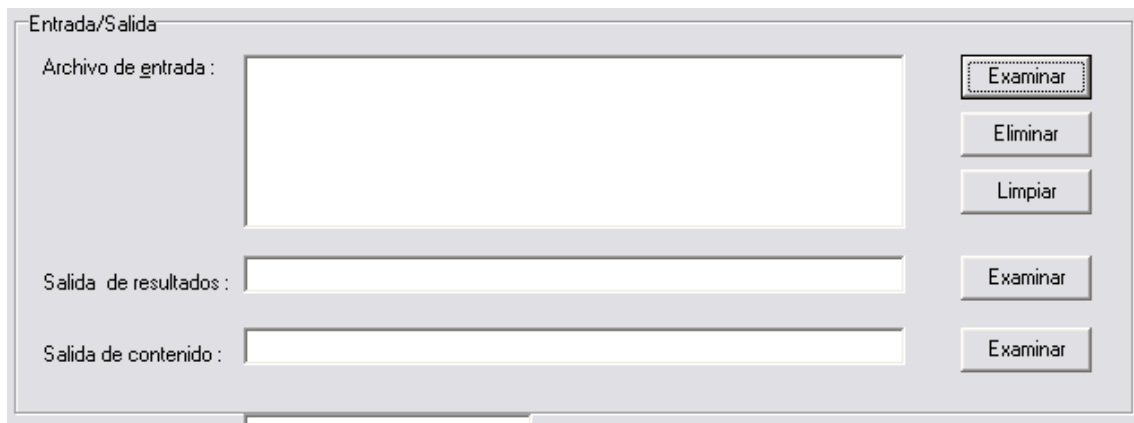 Entrada/Salida
Archivo de entrada : Examinar
Eliminar
Limpiar
Salida de resultados : Examinar
Salida de contenido : Examinar